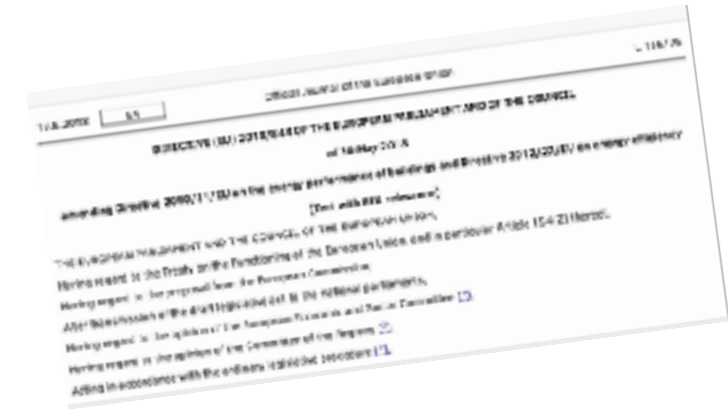 EN
Official Journal of the European Union
L 156/75
DIRECTIVE (EU) 2018/844 OF THE EUROPEAN PARLIAMENT AND OF THE COUNCIL
of 30 May 2018
amending Directive 2010/31/EU on the energy performance of buildings and Directive 2012/27/EU on energy efficiency
(Text with EEA relevance)
THE EUROPEAN PARLIAMENT AND THE COUNCIL OF THE EUROPEAN UNION,
Having regard to the Treaty on the Functioning of the European Union, and in particular Article 194(2) thereof,
Having regard to the proposal from the European Commission,
After transmission of the draft legislative act to the national parliaments,
Having regard to the opinion of the European Economic and Social Committee
Having regard to the opinion of the Committee of the Regions
Acting in accordance with the ordinary legislative procedure